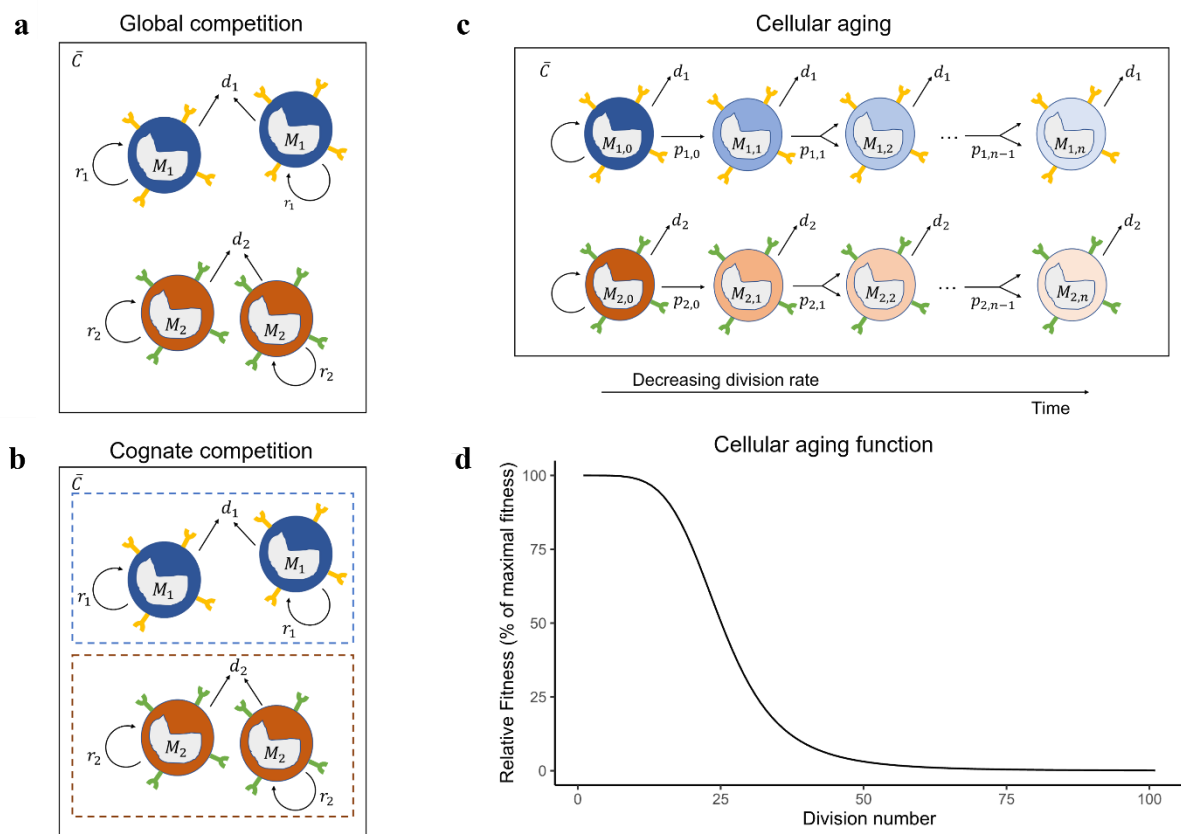 a
Global competition
C̄
d₁
M₁
M₁
r₁
r₁
d₂
M₂
M₂
r₂
r₂
b
Cognate competition
C̄
d₁
M₁
M₁
r₁
r₁
d₂
M₂
M₂
r₂
r₂
c
Cellular aging
C̄
d₁ d₁ d₁ d₁
M₁,₀ p₁,₀ M₁,₁ p₁,₁ M₁,₂ ... p₁,ₙ₋₁ M₁,ₙ
d₂ d₂ d₂ d₂
M₂,₀ p₂,₀ M₂,₁ p₂,₁ M₂,₂ ... p₂,ₙ₋₁ M₂,ₙ
Decreasing division rate
Time
d
Cellular aging function
Relative Fitness (% of maximal fitness)
100
75
50
25
0
0 25 50 75 100
Division number